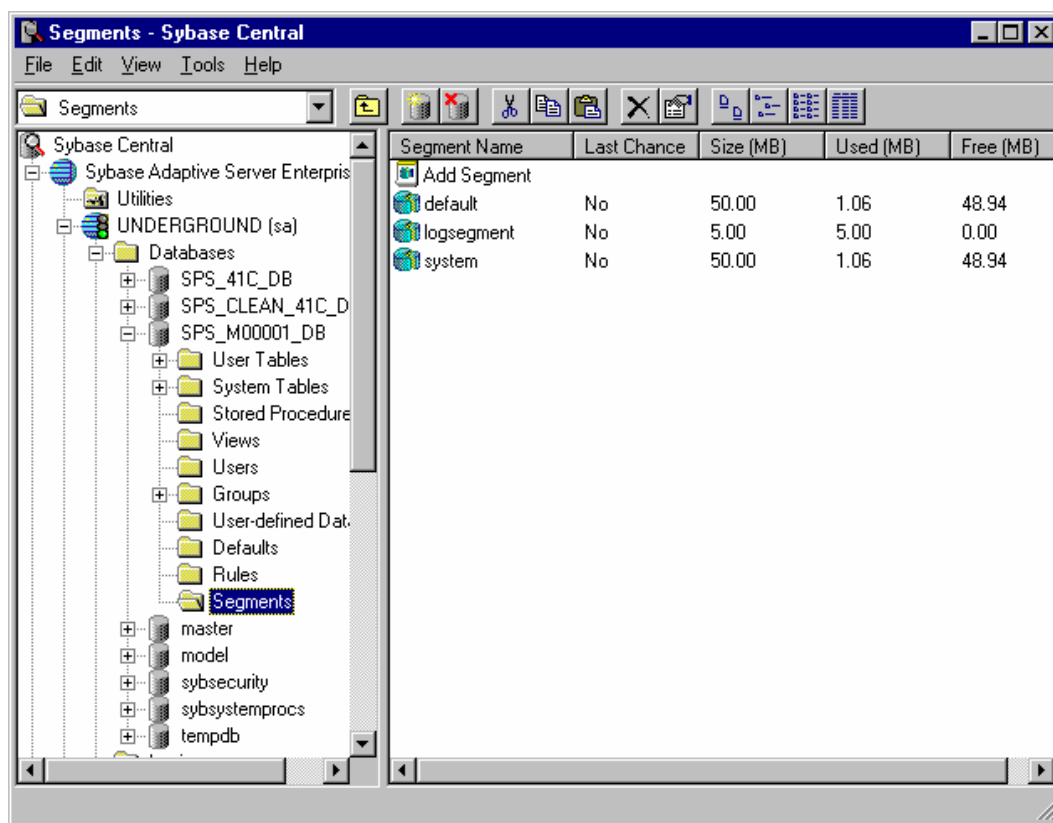 Segments - Sybase Central
File Edit View Tools Help
Segments
Sybase Central
Sybase Adaptive Server Enterpris
Utilities
UNDERGROUND (sa)
Databases
SPS_41C_DB
SPS_CLEAN_41C_D
SPS_M00001_DB
User Tables
System Tables
Stored Procedure
Views
Users
Groups
User-defined Dat
Defaults
Rules
Segments
master
model
sybsecurity
sybsystemprocs
tempdb
Segment Name Last Chance Size (MB) Used (MB) Free (MB)
Add Segment
default No 50.00 1.06 48.94
logsegment No 5.00 5.00 0.00
system No 50.00 1.06 48.94